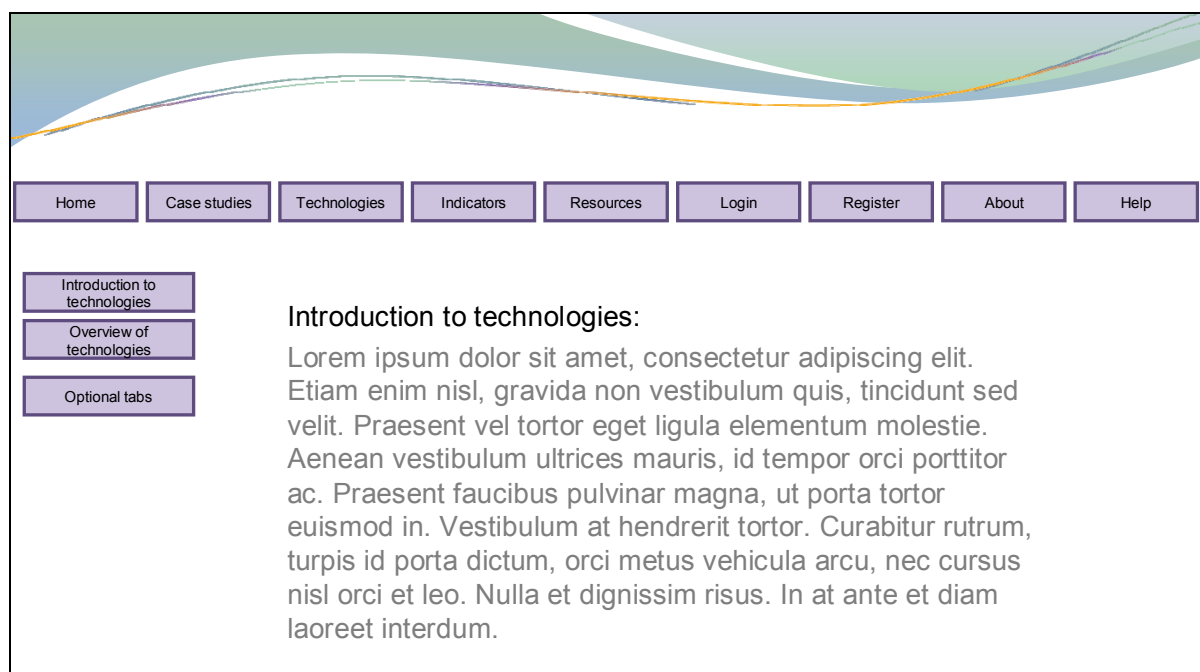 Home
Case studies
Technologies
Indicators
Resources
Login
Register
About
Help
Introduction to
technologies
Overview of
technologies
Optional tabs
Introduction to technologies:
Lorem ipsum dolor sit amet, consectetur adipiscing elit.
Etiam enim nisl, gravida non vestibulum quis, tincidunt sed
velit. Praesent vel tortor eget ligula elementum molestie.
Aenean vestibulum ultrices mauris, id tempor orci porttitor
ac. Praesent faucibus pulvinar magna, ut porta tortor
euismod in. Vestibulum at hendrerit tortor. Curabitur rutrum,
turpis id porta dictum, orci metus vehicula arcu, nec cursus
nisl orci et leo. Nulla et dignissim risus. In at ante et diam
laoreet interdum.